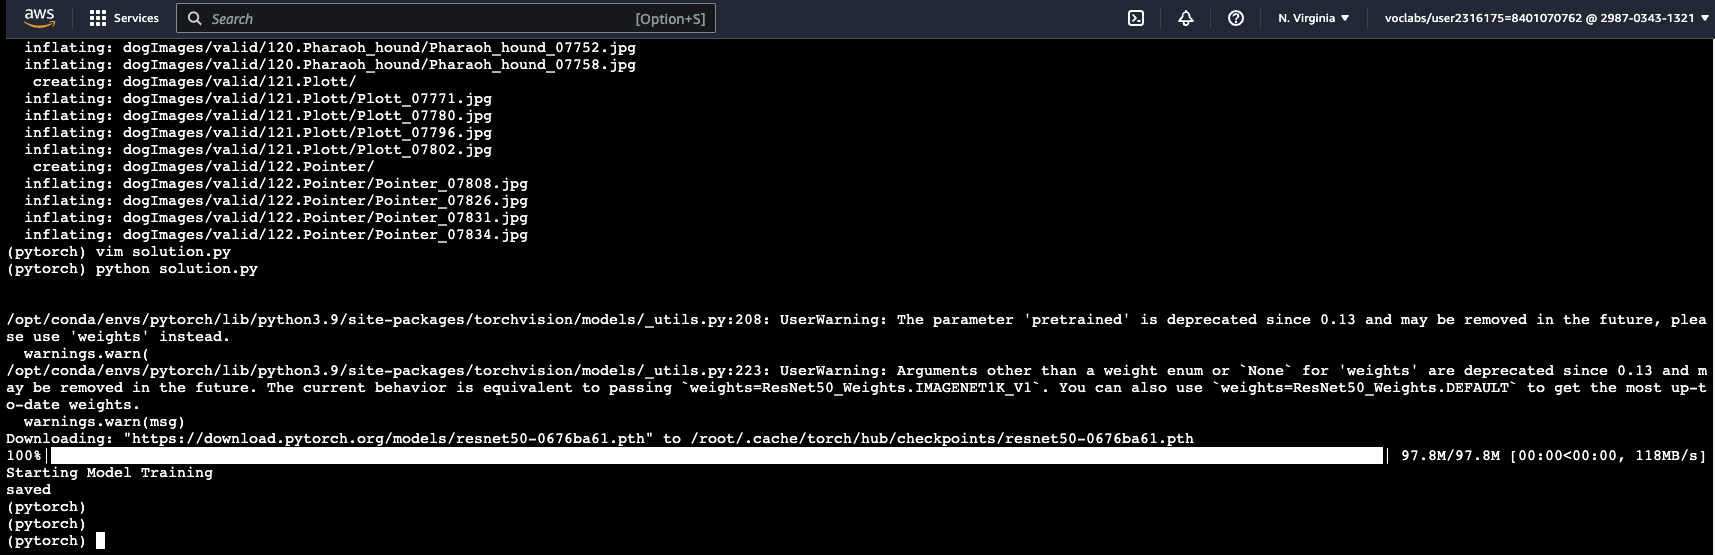 aws Services Search [Option+S] N. Virginia voclabs/user2316175=8401070762 @ 2987-0343-1321
inflating: dogImages/valid/120.Pharaoh_hound/Pharaoh_hound_07752.jpg
inflating: dogImages/valid/120.Pharaoh_hound/Pharaoh_hound_07758.jpg
creating: dogImages/valid/121.Plott/
inflating: dogImages/valid/121.Plott/Plott_07771.jpg
inflating: dogImages/valid/121.Plott/Plott_07780.jpg
inflating: dogImages/valid/121.Plott/Plott_07796.jpg
inflating: dogImages/valid/121.Plott/Plott_07802.jpg
creating: dogImages/valid/122.Pointer/
inflating: dogImages/valid/122.Pointer/Pointer_07808.jpg
inflating: dogImages/valid/122.Pointer/Pointer_07826.jpg
inflating: dogImages/valid/122.Pointer/Pointer_07831.jpg
inflating: dogImages/valid/122.Pointer/Pointer_07834.jpg
(pytorch) vim solution.py
(pytorch) python solution.py
/opt/conda/envs/pytorch/lib/python3.9/site-packages/torchvision/models/_utils.py:208: UserWarning: The parameter 'pretrained' is deprecated since 0.13 and may be removed in the future, plea
se use 'weights' instead.
warnings.warn(
/opt/conda/envs/pytorch/lib/python3.9/site-packages/torchvision/models/_utils.py:223: UserWarning: Arguments other than a weight enum or `None` for 'weights' are deprecated since 0.13 and m
ay be removed in the future. The current behavior is equivalent to passing `weights=ResNet50_Weights.IMAGENET1K_V1`. You can also use `weights=ResNet50_Weights.DEFAULT` to get the most up-t
o-date weights.
warnings.warn(msg)
Downloading: "https://download.pytorch.org/models/resnet50-0676ba61.pth" to /root/.cache/torch/hub/checkpoints/resnet50-0676ba61.pth
100%| | 97.8M/97.8M [00:00<00:00, 118MB/s]
Starting Model Training
saved
(pytorch)
(pytorch)
(pytorch)